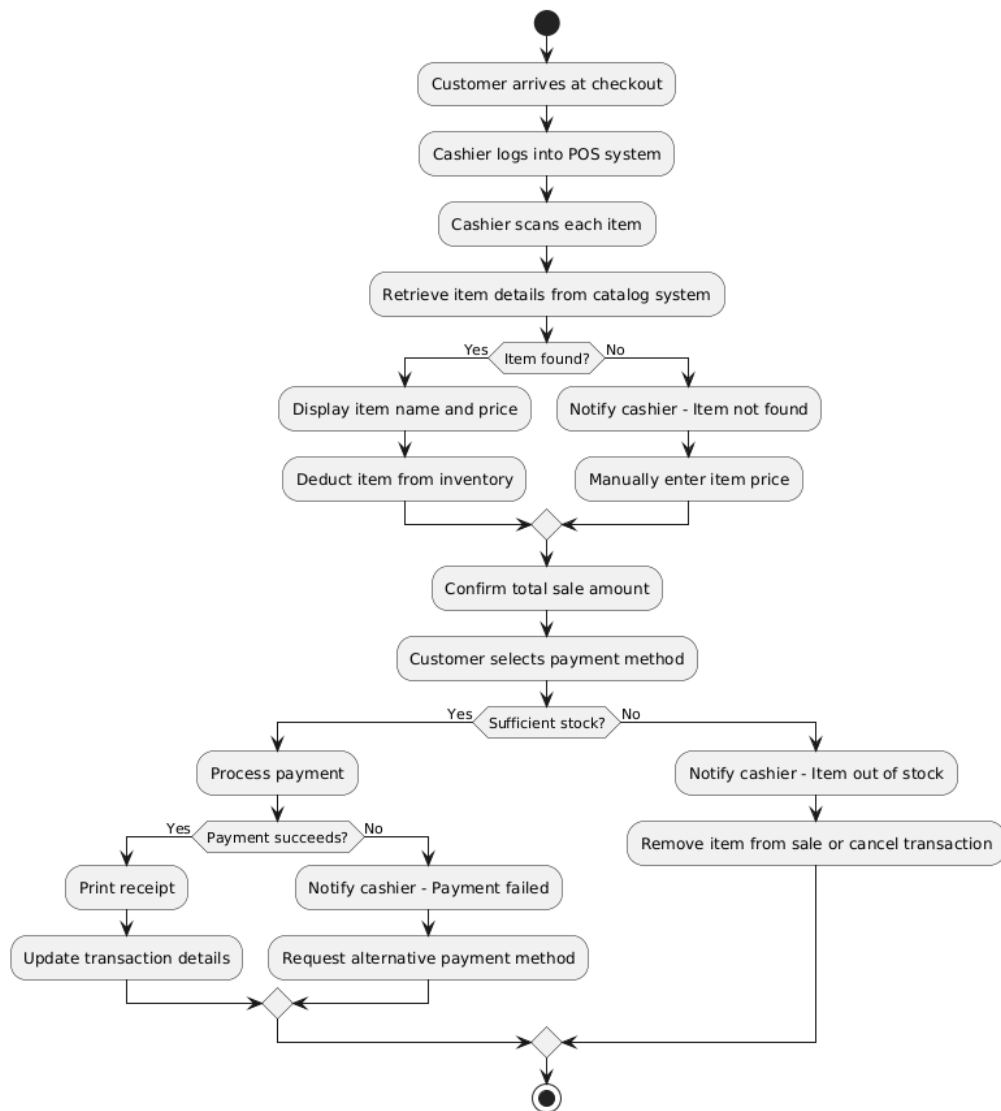 Customer arrives at checkout
Cashier logs into POS system
Cashier scans each item
Retrieve item details from catalog system
Yes
Item found?
No
Display item name and price
Notify cashier - Item not found
Deduct item from inventory
Manually enter item price
Confirm total sale amount
Customer selects payment method
Yes
Sufficient stock?
No
Process payment
Notify cashier - Item out of stock
Yes
Payment succeeds?
No
Remove item from sale or cancel transaction
Print receipt
Notify cashier - Payment failed
Update transaction details
Request alternative payment method